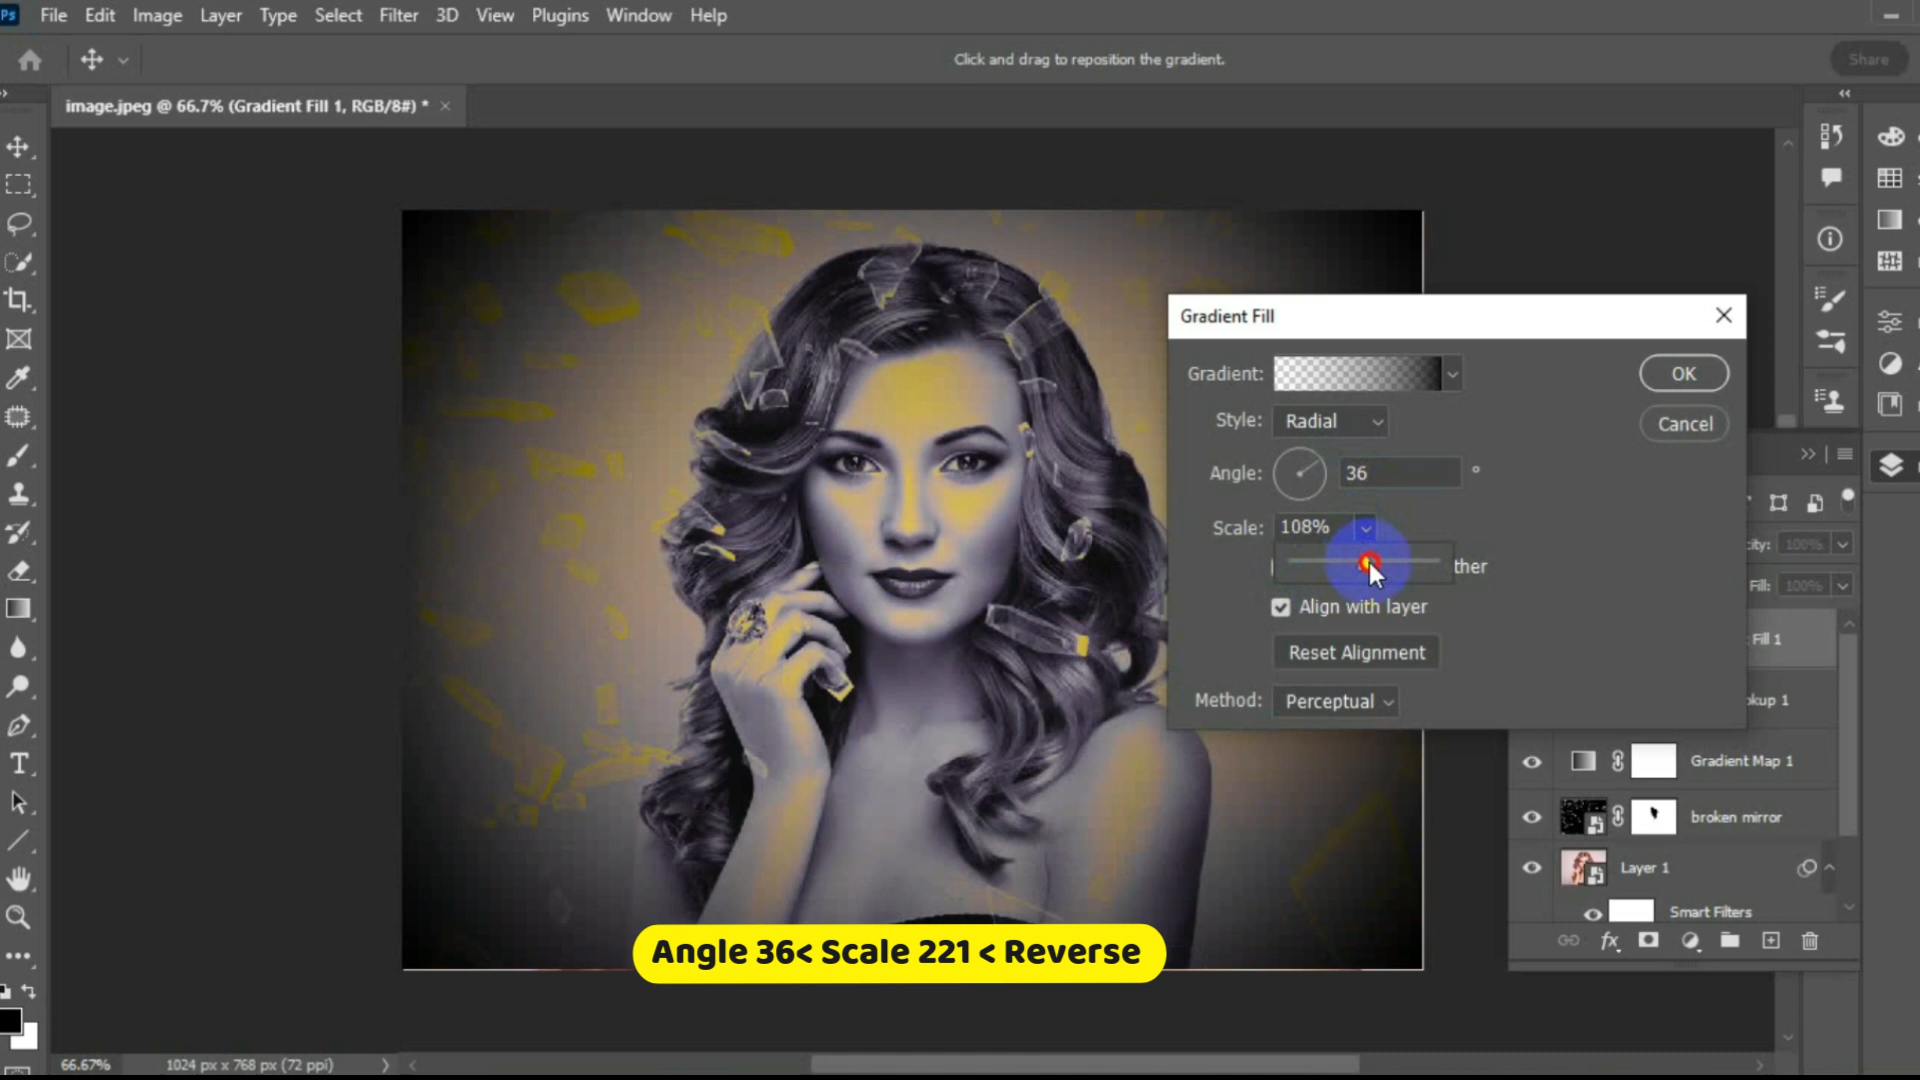 Ps File Edit Image Layer Type Select Filter 3D View Plugins Window Help
Click and drag to reposition the gradient.
Share
image.jpeg @ 66.7% (Gradient Fill 1, RGB/8#) *
Gradient Fill
Gradient:
OK
Style: Radial
Cancel
Angle: 36 °
Scale: 108%
ther
Align with layer
Reset Alignment
Method: Perceptual
100%
Fill: 100%
Fill 1
okup 1
Gradient Map 1
broken mirror
Layer 1
Smart Filters
fx
Angle 36< Scale 221 < Reverse
66.67% 1024 px x 768 px (72 ppi)